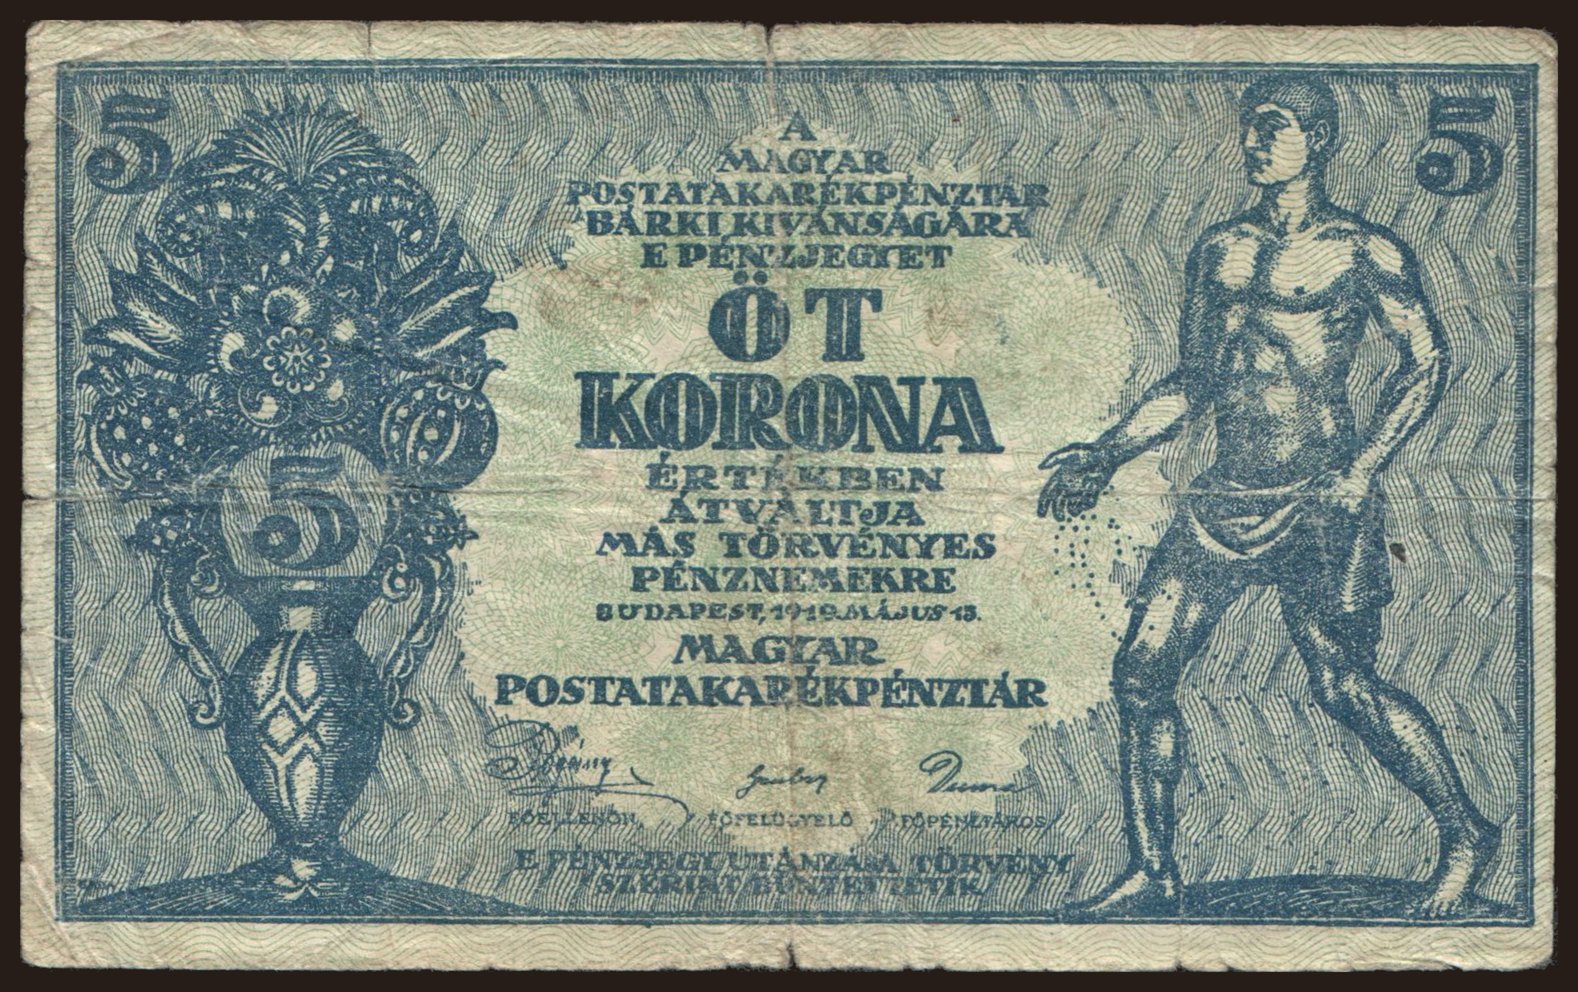 5
5
A
MAGYAR
POSTATAKARÉKPÉNZTÁR
BÁRKI KIVÁNSÁGÁRA
E PÉNZJEGYET
ÖT
KORONA
5
ÉRTÉKBEN
ÁTVÁLTJA
MÁS TÖRVÉNYES
PÉNZNEMEKRE
BUDAPEST, 1919. MÁJUS 15.
MAGYAR
POSTATAKARÉKPÉNZTÁR
FŐELLENŐR, FŐFELÜGYELŐ FŐPÉNZTÁROS
E PÉNZJEGY UTÁNZÁSA TÖRVÉNY
SZERINT BÜNTETTETIK